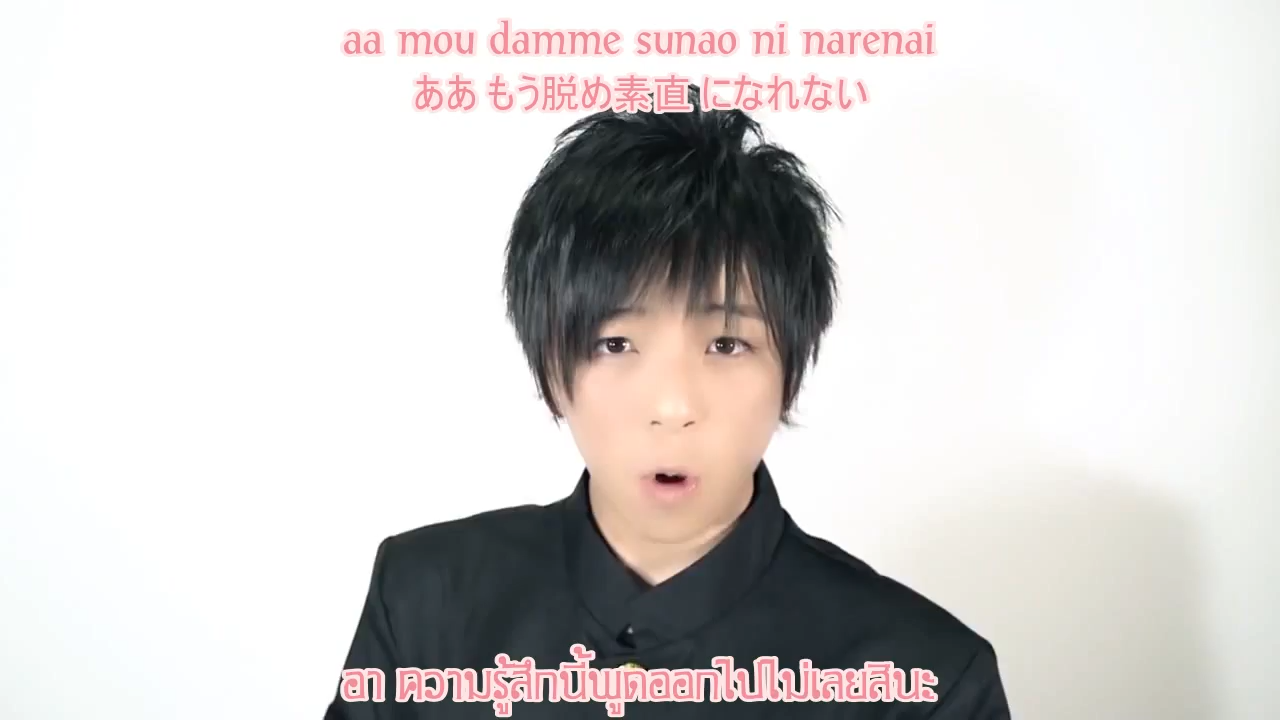 aa mou damme sunao ni narenai
ああ もう脱め素直 になれない
อา ความรู้สึกนี้พูดออกไปไม่เลยสินะ